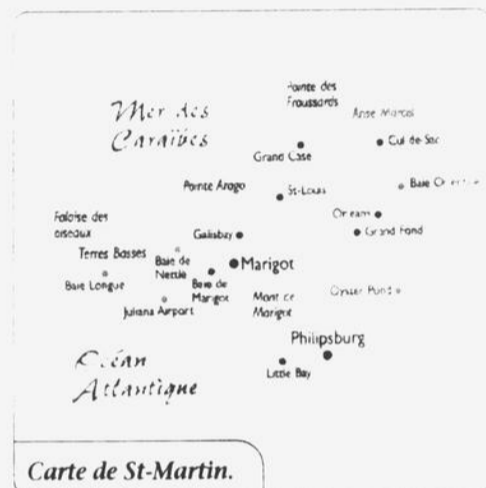 Pointe des
Froussards
Mer des
Caraïbes
Anse Marcel
Cul de Sac
Grand Case
Pointe Arago
St-Louis
Baie
Falaise des
oiseaux
Grand Fond
Galisbay
Terres Basses
Baie de
Nettle
Marigot
Baie Longue
Baie de
Marigot
Mont de
Marigot
Oyster Pond
Juliana Airport
Philipsburg
Océan
Atlantique
Little Bay
Carte de St-Martin.